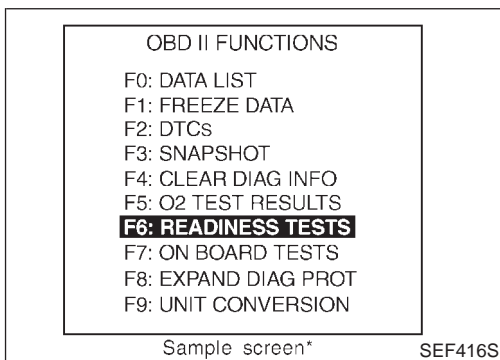 OBD II FUNCTIONS
F0: DATA LIST
F1: FREEZE DATA
F2: DTCs
F3: SNAPSHOT
F4: CLEAR DIAG INFO
F5: O2 TEST RESULTS
F6: READINESS TESTS
F7: ON BOARD TESTS
F8: EXPAND DIAG PROT
F9: UNIT CONVERSION
Sample screen*
SEF416S